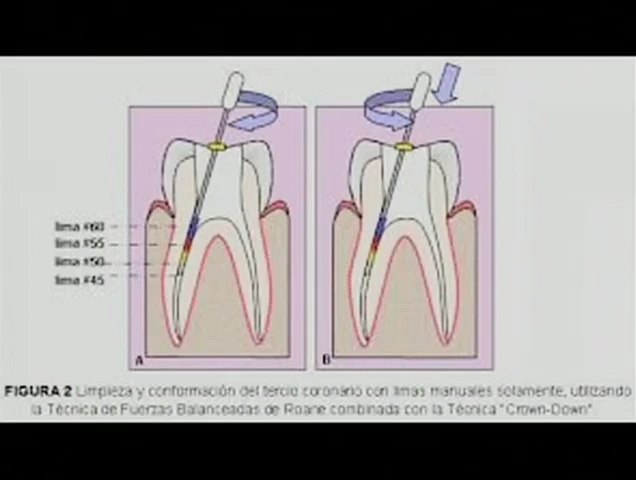 lima #60
lima #55
lima #50
lima #45
A
B
FIGURA 2 Limpieza y conformación del tercio coronario con limas manuales solamente, utilizando
la Técnica de Fuerzas Balanceadas de Roane combinada con la Técnica "Crown-Down".